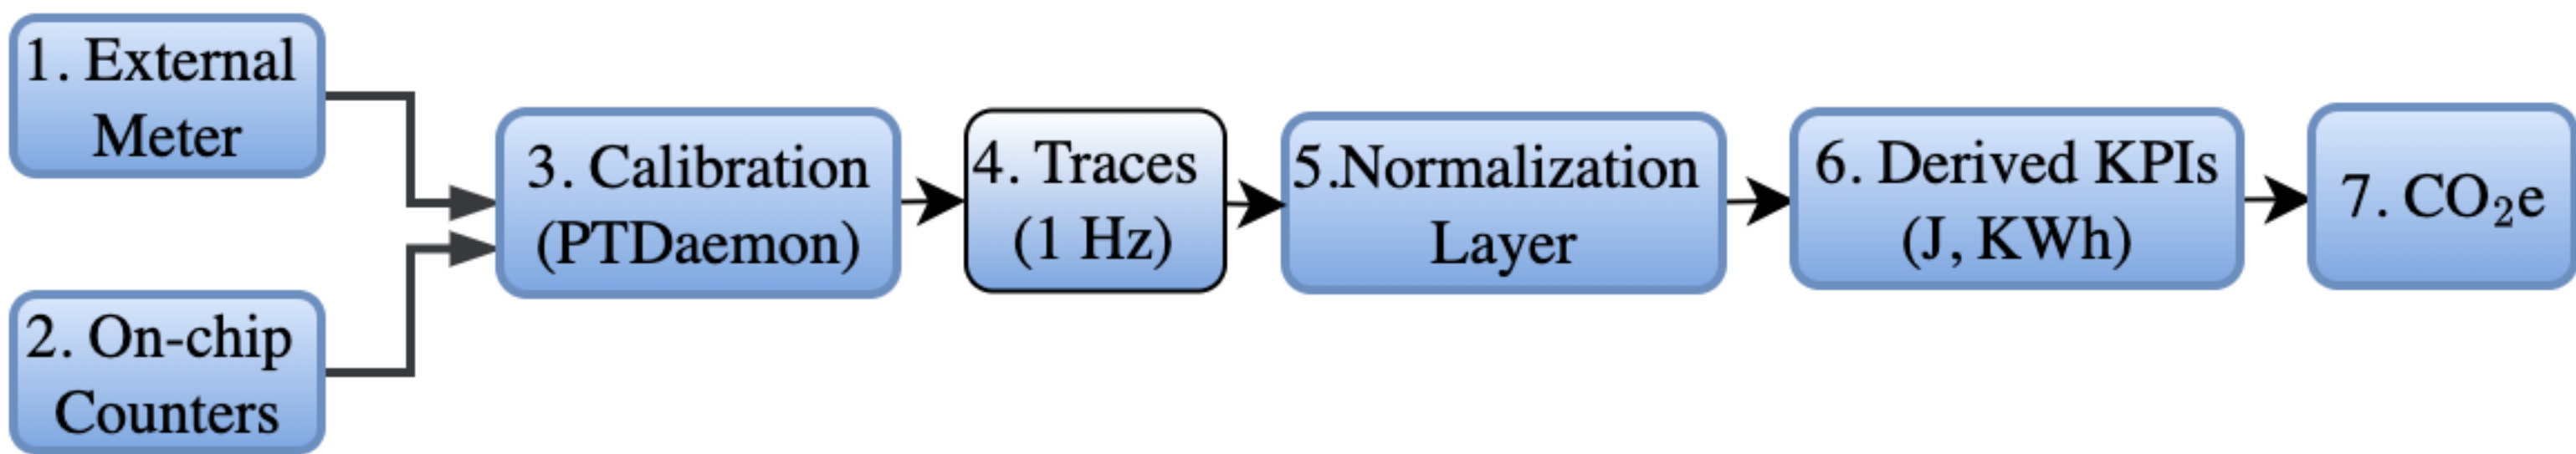 1. External
Meter
2. On-chip
Counters
3. Calibration
(PTDaemon)
4. Traces
(1 Hz)
5.Normalization
Layer
6. Derived KPIs
(J, KWh)
7. CO₂e